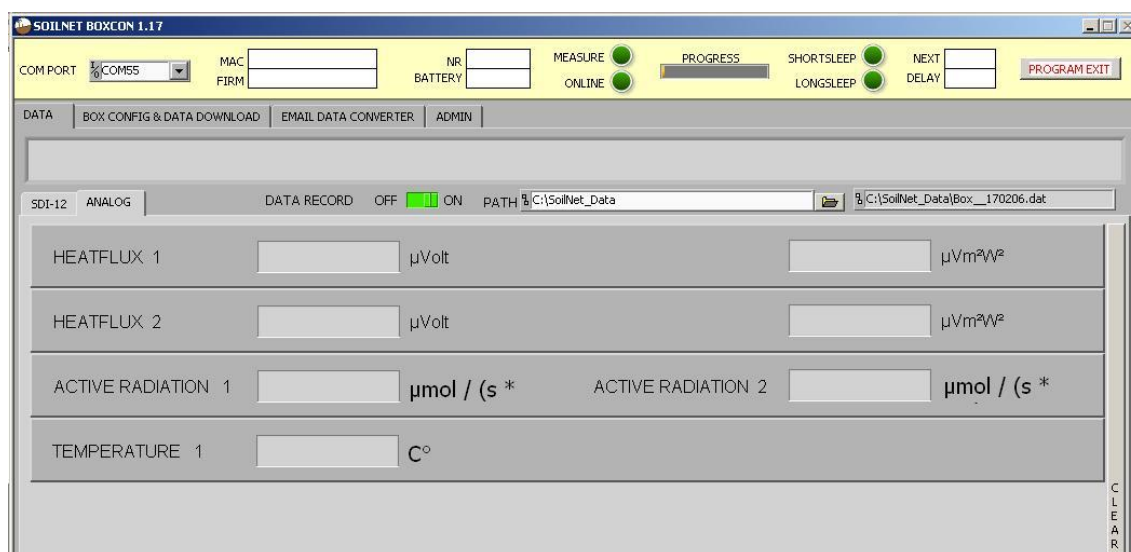 SOILNET BOXCON 1.17
COM PORT COM55 MAC NR MEASURE PROGRESS SHORTSLEEP NEXT PROGRAM EXIT
FIRM BATTERY ONLINE LONGSLEEP DELAY
DATA BOX CONFIG & DATA DOWNLOAD EMAIL DATA CONVERTER ADMIN
SDI-12 ANALOG DATA RECORD OFF ON PATH C:\SoilNet_Data C:\SoilNet_Data\Box__170206.dat
HEATFLUX 1 µVolt µVm²W²
HEATFLUX 2 µVolt µVm²W²
ACTIVE RADIATION 1 µmol / (s * ACTIVE RADIATION 2 µmol / (s *
TEMPERATURE 1 C°
CLEAR